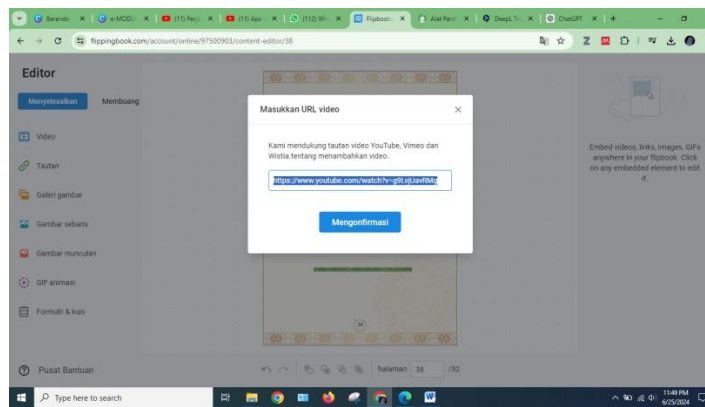 Beranda
e-MODU
(11) Perja
(11) Apa
(112) Wh
Flipbook
Alat Paraf
DeepL Tr
ChatGPT
flippingbook.com/account/online/97500903/content-editor/38
Editor
Menyelesaikan Membuang
Video
Tautan
Galeri gambar
Gambar sebaris
Gambar munculan
GIF animasi
Formulir & kuis
Pusat Bantuan
Masukkan URL video
Kami mendukung tautan video YouTube, Vimeo dan
Wistia.tentang menambahkan video.
https://www.youtube.com/watch?v=g9LvjUavRMg
Mengonfirmasi
Embed videos, links, images, GIFs
anywhere in your flipbook. Click
on any embedded element to edit
it.
halaman 38 /52
Type here to search
11:49 PM
6/25/2024